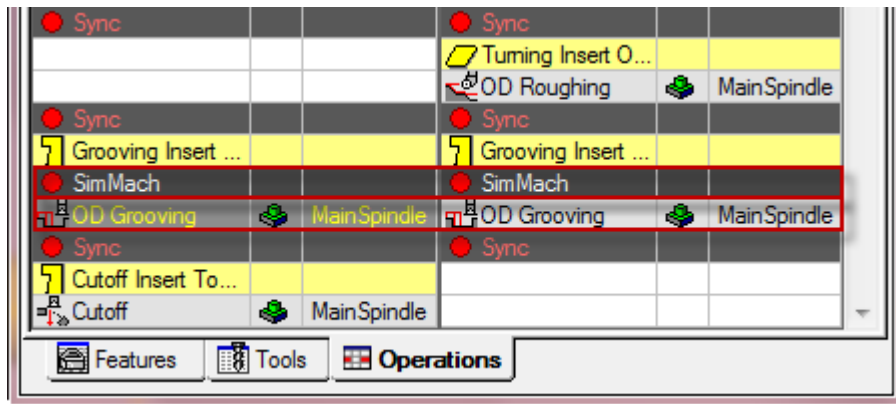 Sync Sync
Turning Insert O...
OD Roughing MainSpindle
Sync Sync
Grooving Insert ... Grooving Insert ...
SimMach SimMach
OD Grooving MainSpindle OD Grooving MainSpindle
Sync Sync
Cutoff Insert To...
Cutoff MainSpindle
Features Tools Operations